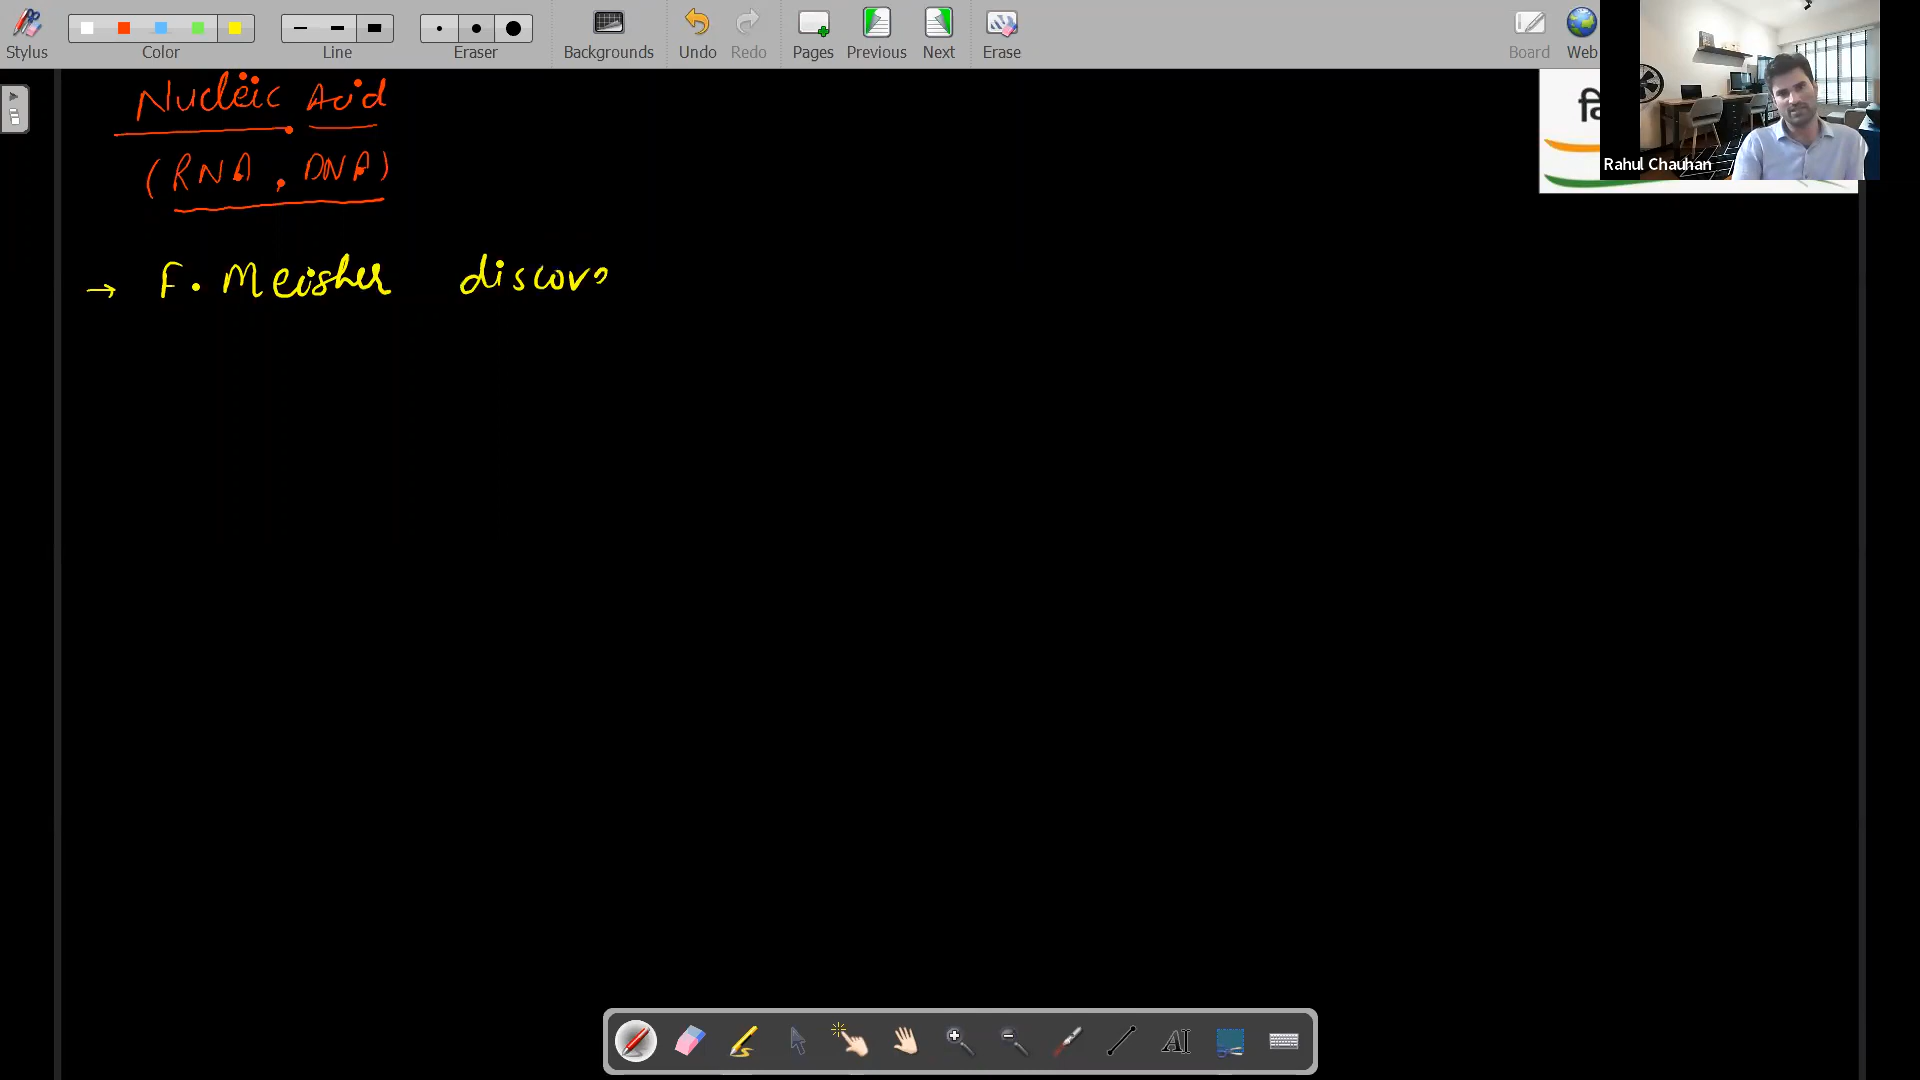 Stylus Color Line Eraser Backgrounds Undo Redo Pages Previous Next Erase Board Web
Nucleic Acid
(RNA, DNA)
Rahul Chauhan
→ F. Meisher discov